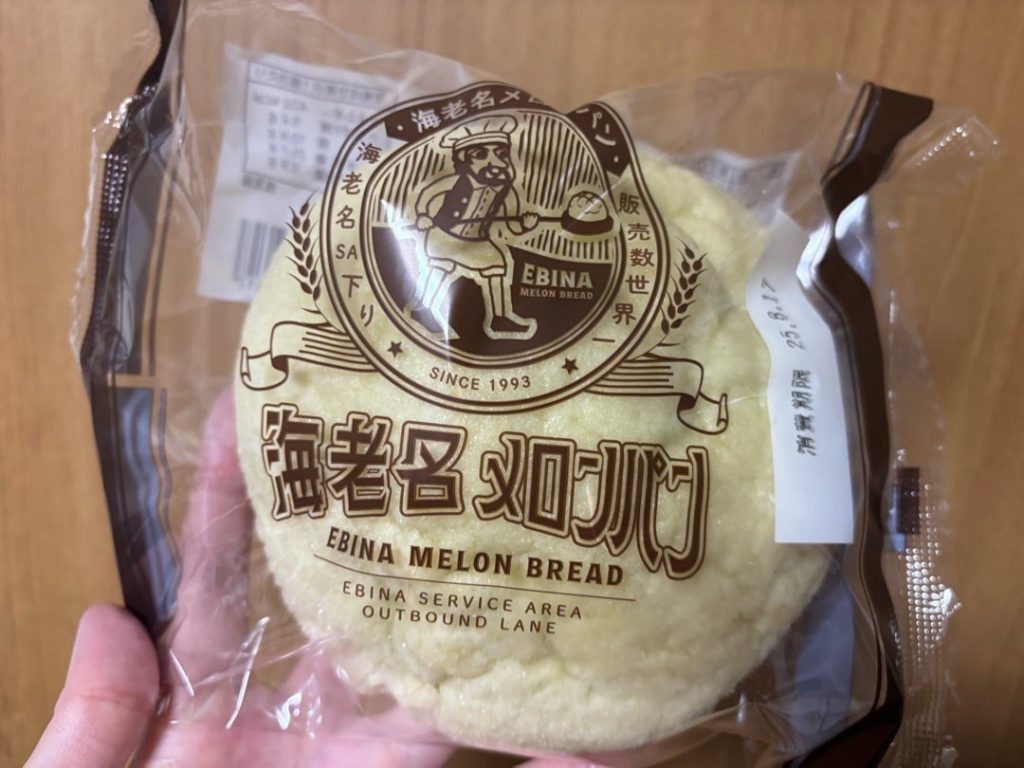 海老名メロンパン
海老名SA下り
販売数世界一
EBINA
MELON BREAD
SINCE 1993
海老名 メロンパン
EBINA MELON BREAD
EBINA SERVICE AREA
OUTBOUND LANE
消費期限 25.8.17